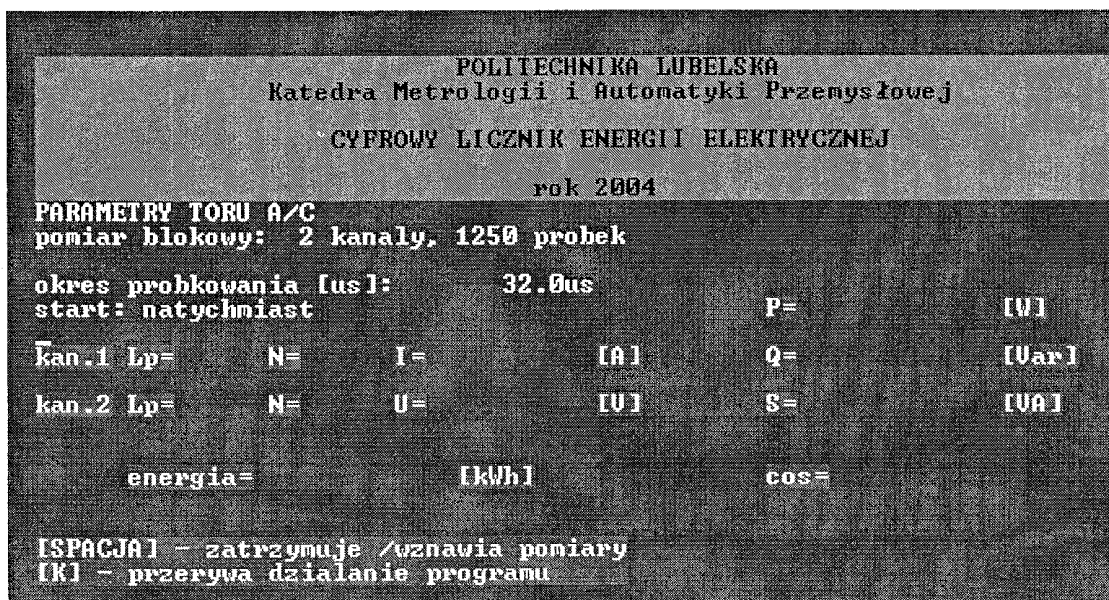 POLITECHNIKA LUBELSKA
Katedra Metrologii i Automatyki Przemysłowej
CYFROWY LICZNIK ENERGII ELEKTRYCZNEJ
rok 2004
PARAMETRY TORU A/C
pomiar blokowy: 2 kanaly, 1250 probek
okres probkowania [us]: 32.0us
start: natychmiast P= [W]
kan.1 Lp= N= I= [A] Q= [Var]
kan.2 Lp= N= U= [V] S= [VA]
energia= [kWh] cos=
[SPACJA] - zatrzymuje /wznawia pomiary
[K] - przerywa dzialanie programu